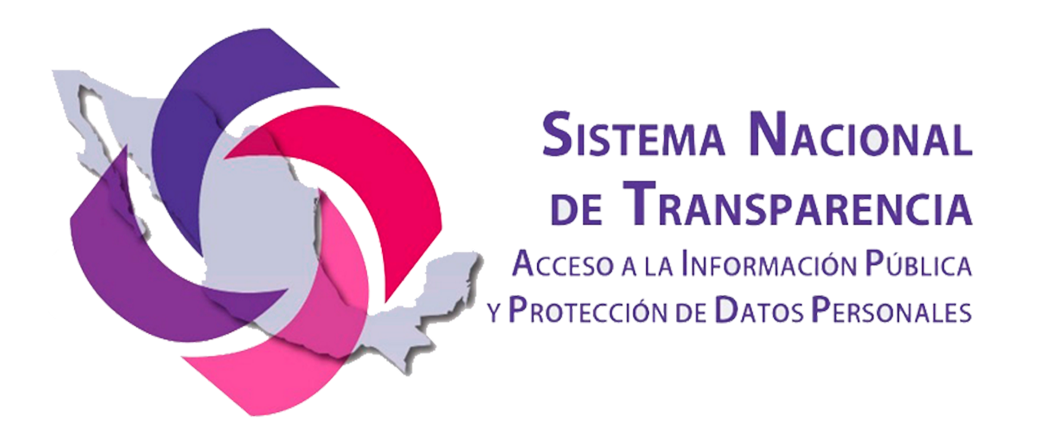 SISTEMA NACIONAL
DE TRANSPARENCIA
ACCESO A LA INFORMACIÓN PÚBLICA
Y PROTECCIÓN DE DATOS PERSONALES